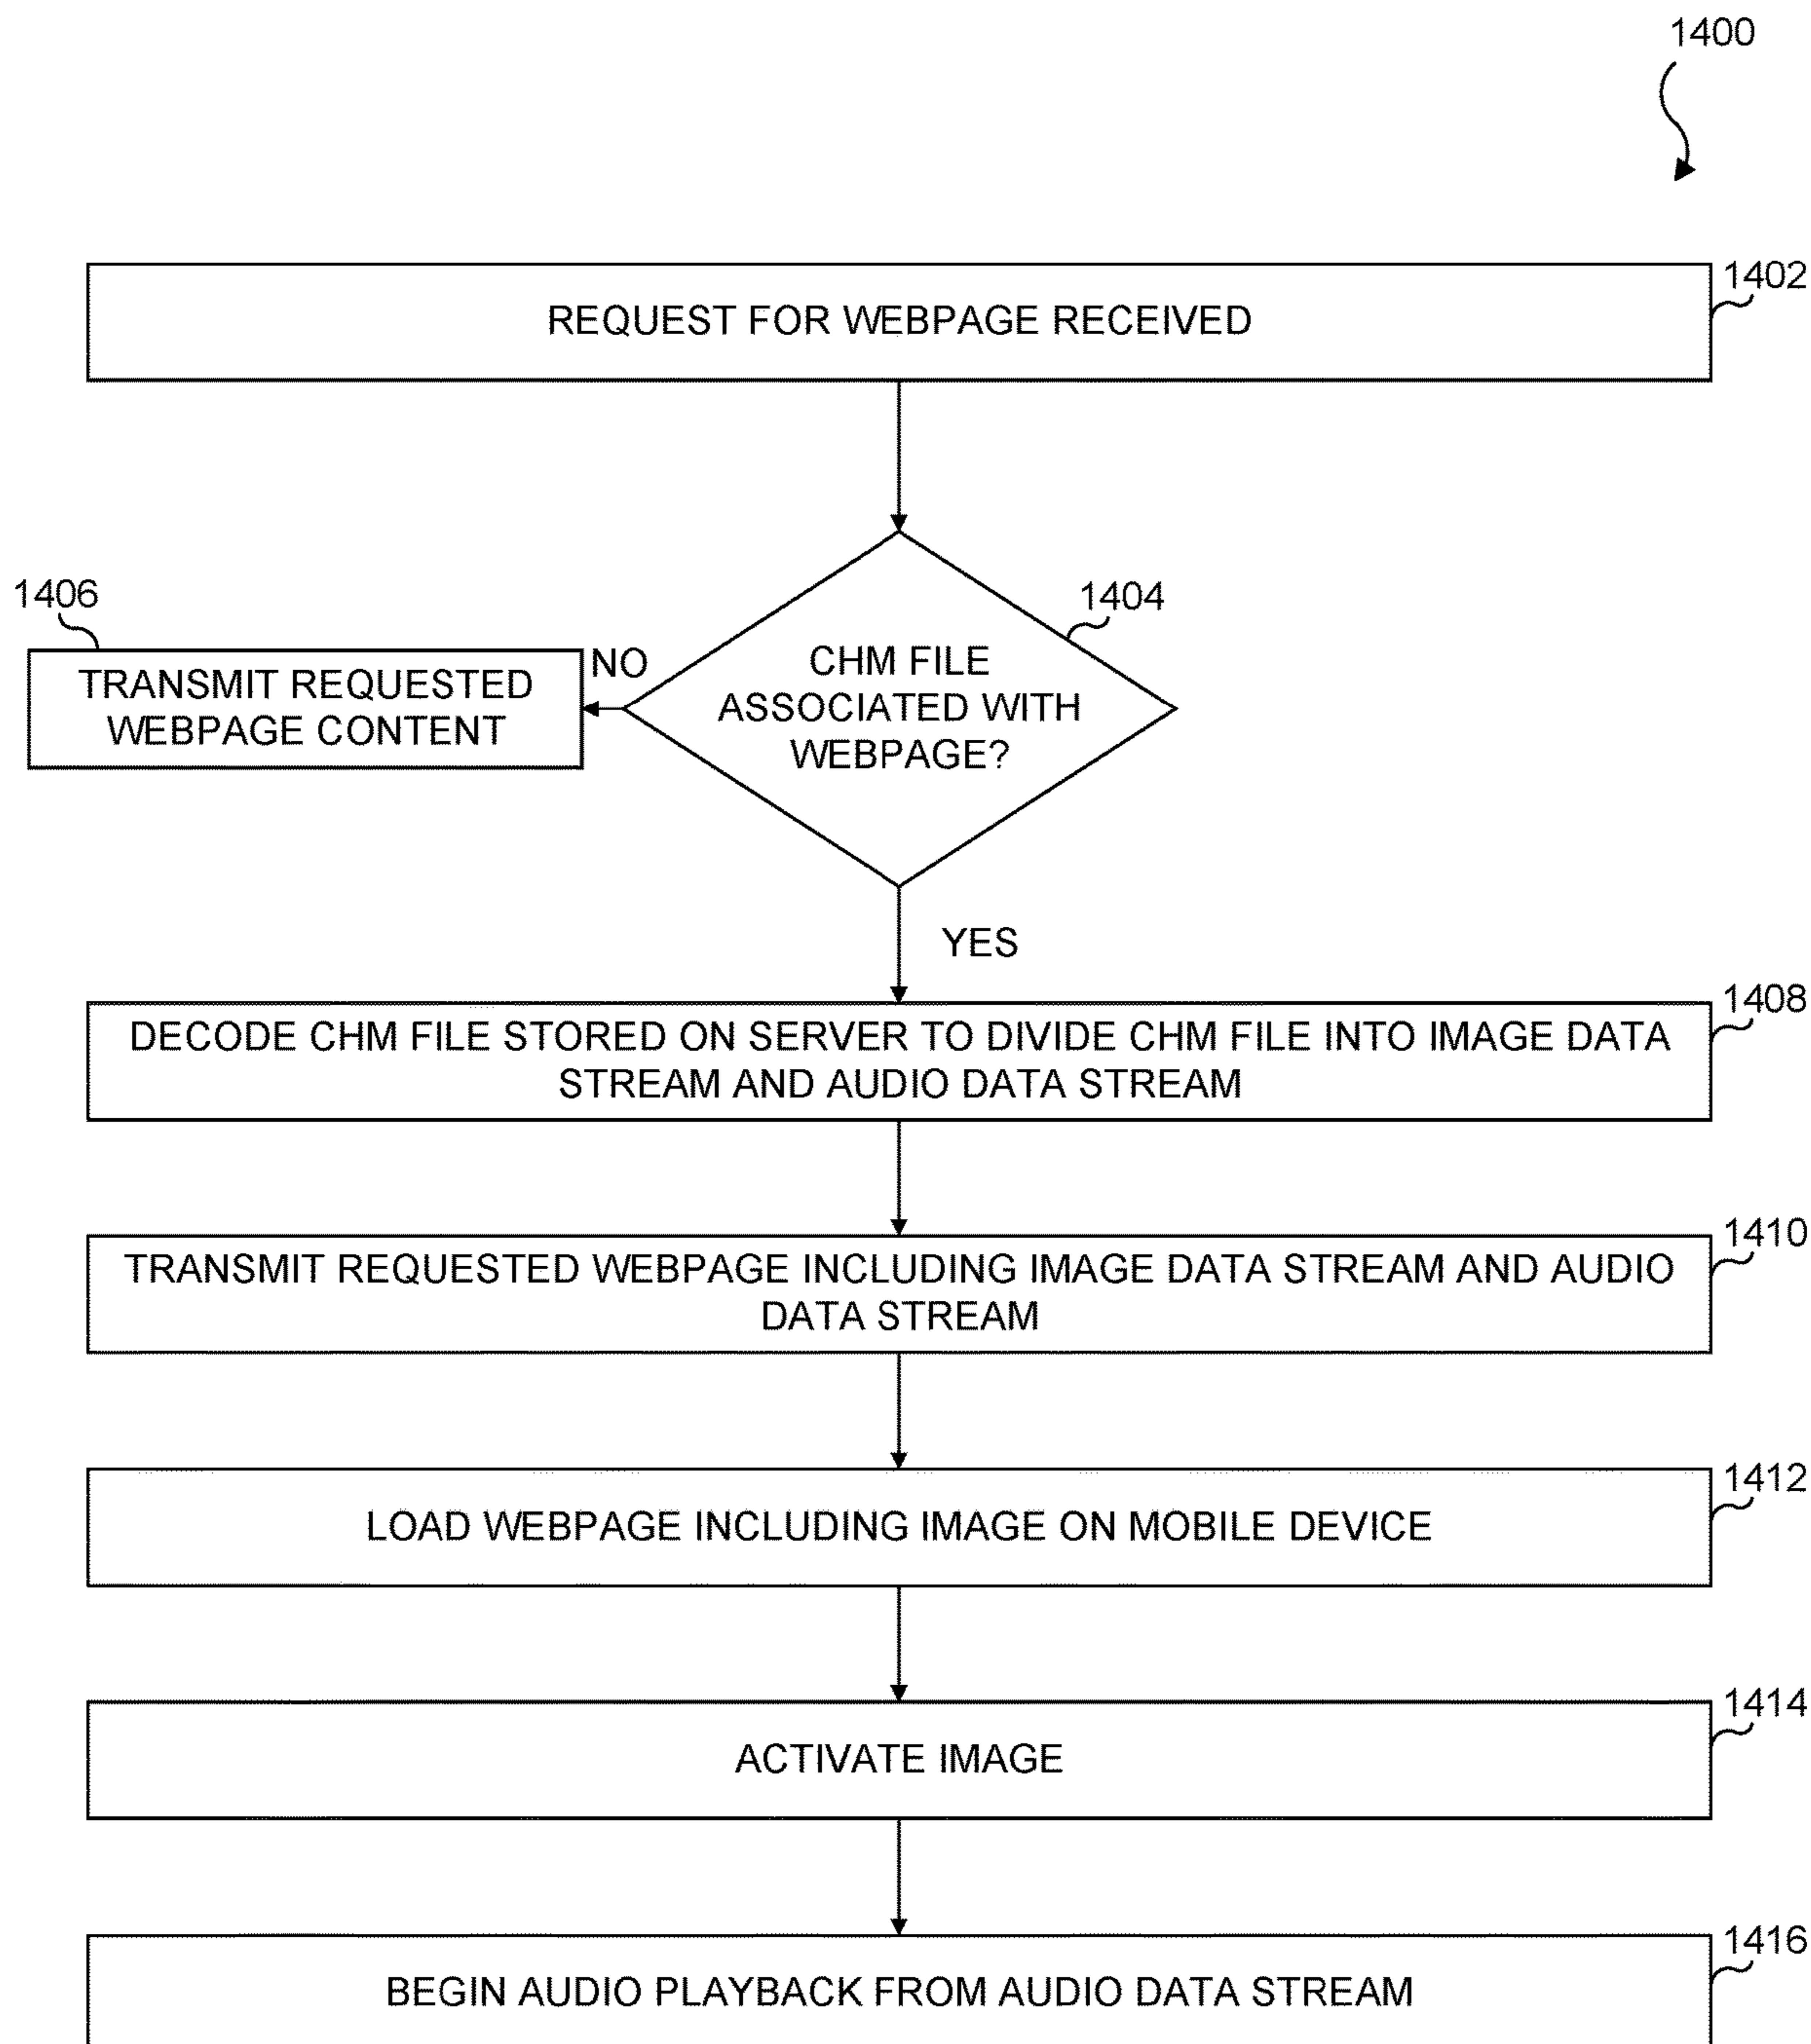 1400
REQUEST FOR WEBPAGE RECEIVED
1402
1406
TRANSMIT REQUESTED
WEBPAGE CONTENT
NO
1404
CHM FILE
ASSOCIATED WITH
WEBPAGE?
YES
1408
DECODE CHM FILE STORED ON SERVER TO DIVIDE CHM FILE INTO IMAGE DATA
STREAM AND AUDIO DATA STREAM
1410
TRANSMIT REQUESTED WEBPAGE INCLUDING IMAGE DATA STREAM AND AUDIO
DATA STREAM
1412
LOAD WEBPAGE INCLUDING IMAGE ON MOBILE DEVICE
1414
ACTIVATE IMAGE
1416
BEGIN AUDIO PLAYBACK FROM AUDIO DATA STREAM